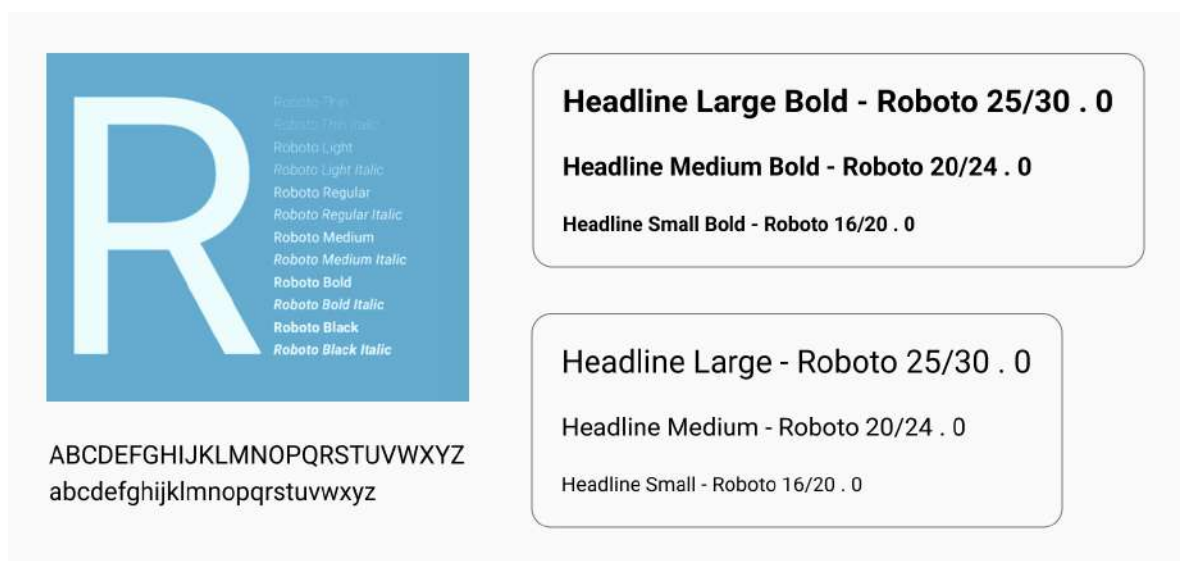 R
Roboto Thin
Roboto Thin Italic
Roboto Light
Roboto Light Italic
Roboto Regular
Roboto Regular Italic
Roboto Medium
Roboto Medium Italic
Roboto Bold
Roboto Bold Italic
Roboto Black
Roboto Black Italic
ABCDEFGHIJKLMNOPQRSTUVWXYZ
abcdefghijklmnopqrstuvwxyz
Headline Large Bold - Roboto 25/30 . 0
Headline Medium Bold - Roboto 20/24 . 0
Headline Small Bold - Roboto 16/20 . 0
Headline Large - Roboto 25/30 . 0
Headline Medium - Roboto 20/24 . 0
Headline Small - Roboto 16/20 . 0